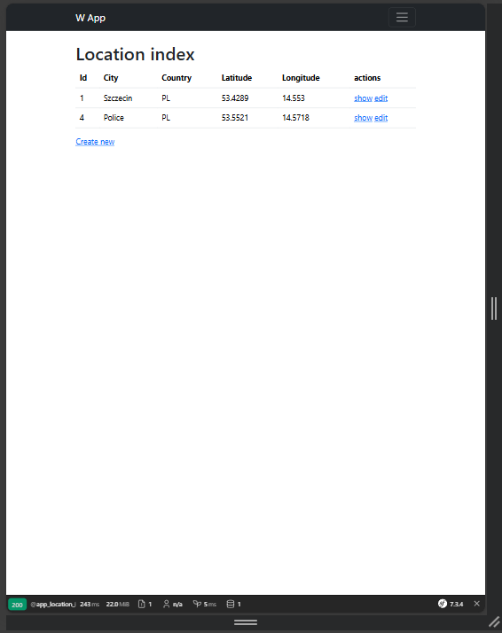 W App
Location index
Id City Country Latitude Longitude actions
1 Szczecin PL 53.4289 14.553 show edit
4 Police PL 53.5521 14.5718 show edit
Create new
200 @app_location_ 243 ms 22.0 MiB 1 n/a 5 ms 1 7.3.4